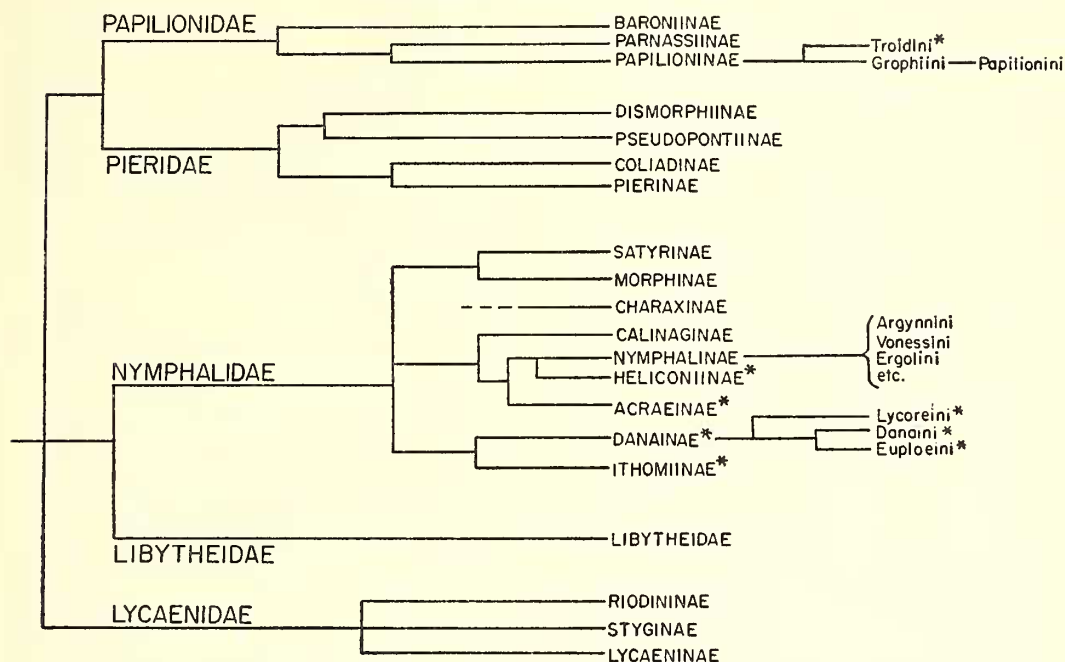 PAPILIONIDAE
BARONIINAE
PARNASSIINAE
PAPILIONINAE
Troidini*
Graphiini
Papilionini
DISMORPHIINAE
PSEUDOPONTIINAE
PIERIDAE
COLIADINAE
PIERINAE
SATYRINAE
MORPHINAE
CHARAXINAE
CALINAGINAE
NYMPHALIDAE
NYMPHALINAE
HELICONIINAE*
ACRAEINAE*
Argynnini
Vanessini
Ergolini
etc.
DANAINAE*
ITHOMIINAE*
Lycoreini*
Danaini*
Euploeini*
LIBYTHEIDAE
LIBYTHEIDAE
LYCAENIDAE
RIODININAE
STYGINAE
LYCAENINAE